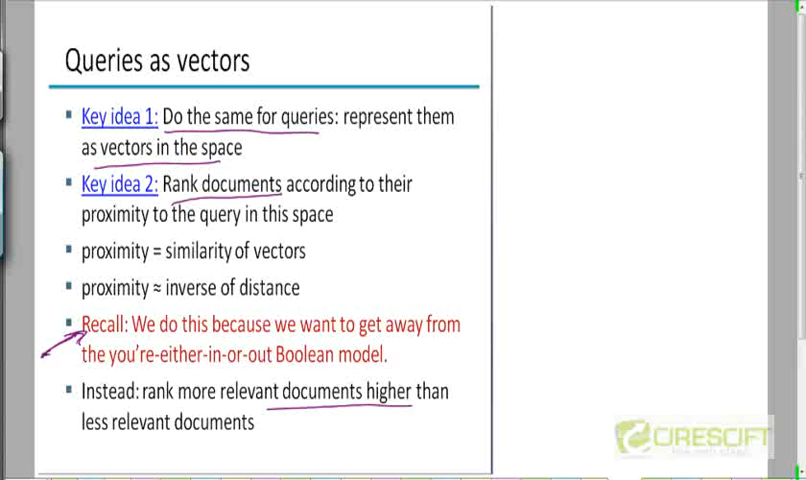 Queries as vectors
▪ Key idea 1: Do the same for queries: represent them
as vectors in the space
▪ Key idea 2: Rank documents according to their
proximity to the query in this space
▪ proximity = similarity of vectors
▪ proximity ≈ inverse of distance
▪ Recall: We do this because we want to get away from
the you're-either-in-or-out Boolean model.
▪ Instead: rank more relevant documents higher than
less relevant documents